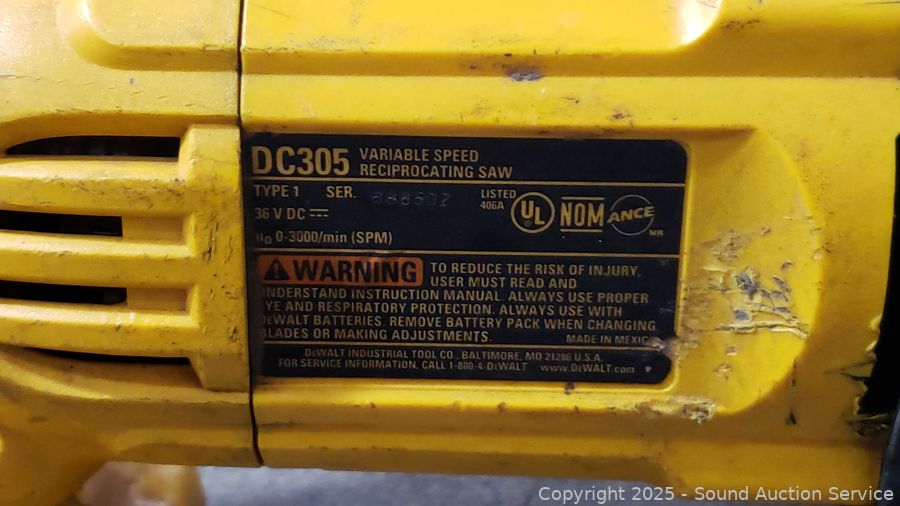 DC305 VARIABLE SPEED
RECIPROCATING SAW
TYPE 1 SER.
LISTED
406A
UL
NOM
ANCE
MR
36 V DC
n0 0-3000/min (SPM)
WARNING TO REDUCE THE RISK OF INJURY,
USER MUST READ AND
UNDERSTAND INSTRUCTION MANUAL. ALWAYS USE PROPER
EYE AND RESPIRATORY PROTECTION. ALWAYS USE WITH
DEWALT BATTERIES. REMOVE BATTERY PACK WHEN CHANGING
BLADES OR MAKING ADJUSTMENTS.
MADE IN MEXICO
DEWALT INDUSTRIAL TOOL CO., BALTIMORE, MD 21286 U.S.A.
FOR SERVICE INFORMATION, CALL 1-800-4-DEWALT www.DEWALT.com
Copyright 2025 - Sound Auction Service